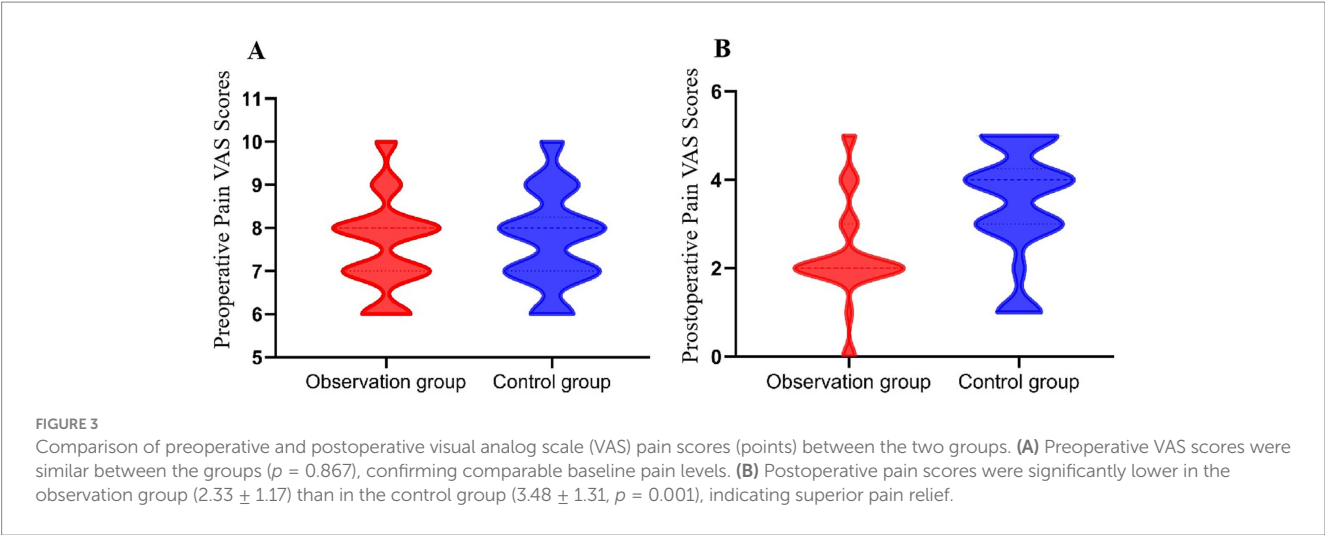 A
Preoperative Pain VAS Scores
11
10
9
8
7
6
5
Observation group
Control group
B
Prostoperative Pain VAS Scores
6
4
2
0
Observation group
Control group
FIGURE 3
Comparison of preoperative and postoperative visual analog scale (VAS) pain scores (points) between the two groups. (A) Preoperative VAS scores were
similar between the groups (p = 0.867), confirming comparable baseline pain levels. (B) Postoperative pain scores were significantly lower in the
observation group (2.33 ± 1.17) than in the control group (3.48 ± 1.31, p = 0.001), indicating superior pain relief.